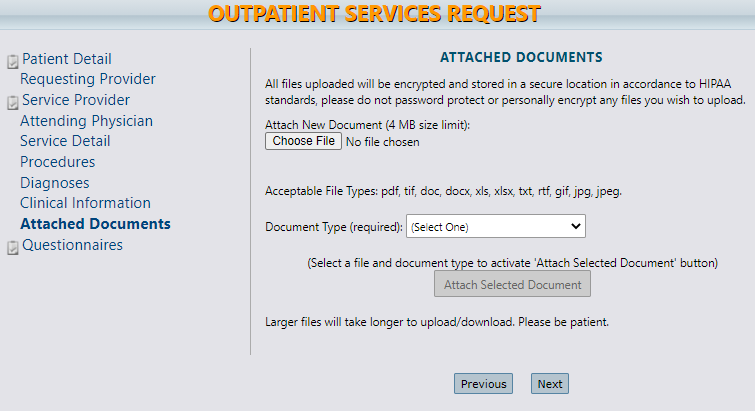 OUTPATIENT SERVICES REQUEST
Patient Detail
Requesting Provider
Service Provider
Attending Physician
Service Detail
Procedures
Diagnoses
Clinical Information
Attached Documents
Questionnaires
ATTACHED DOCUMENTS
All files uploaded will be encrypted and stored in a secure location in accordance to HIPAA
standards, please do not password protect or personally encrypt any files you wish to upload.
Attach New Document (4 MB size limit):
Choose File No file chosen
Acceptable File Types: pdf, tif, doc, docx, xls, xlsx, txt, rtf, gif, jpg, jpeg.
Document Type (required): (Select One)
(Select a file and document type to activate 'Attach Selected Document' button)
Attach Selected Document
Larger files will take longer to upload/download. Please be patient.
Previous Next